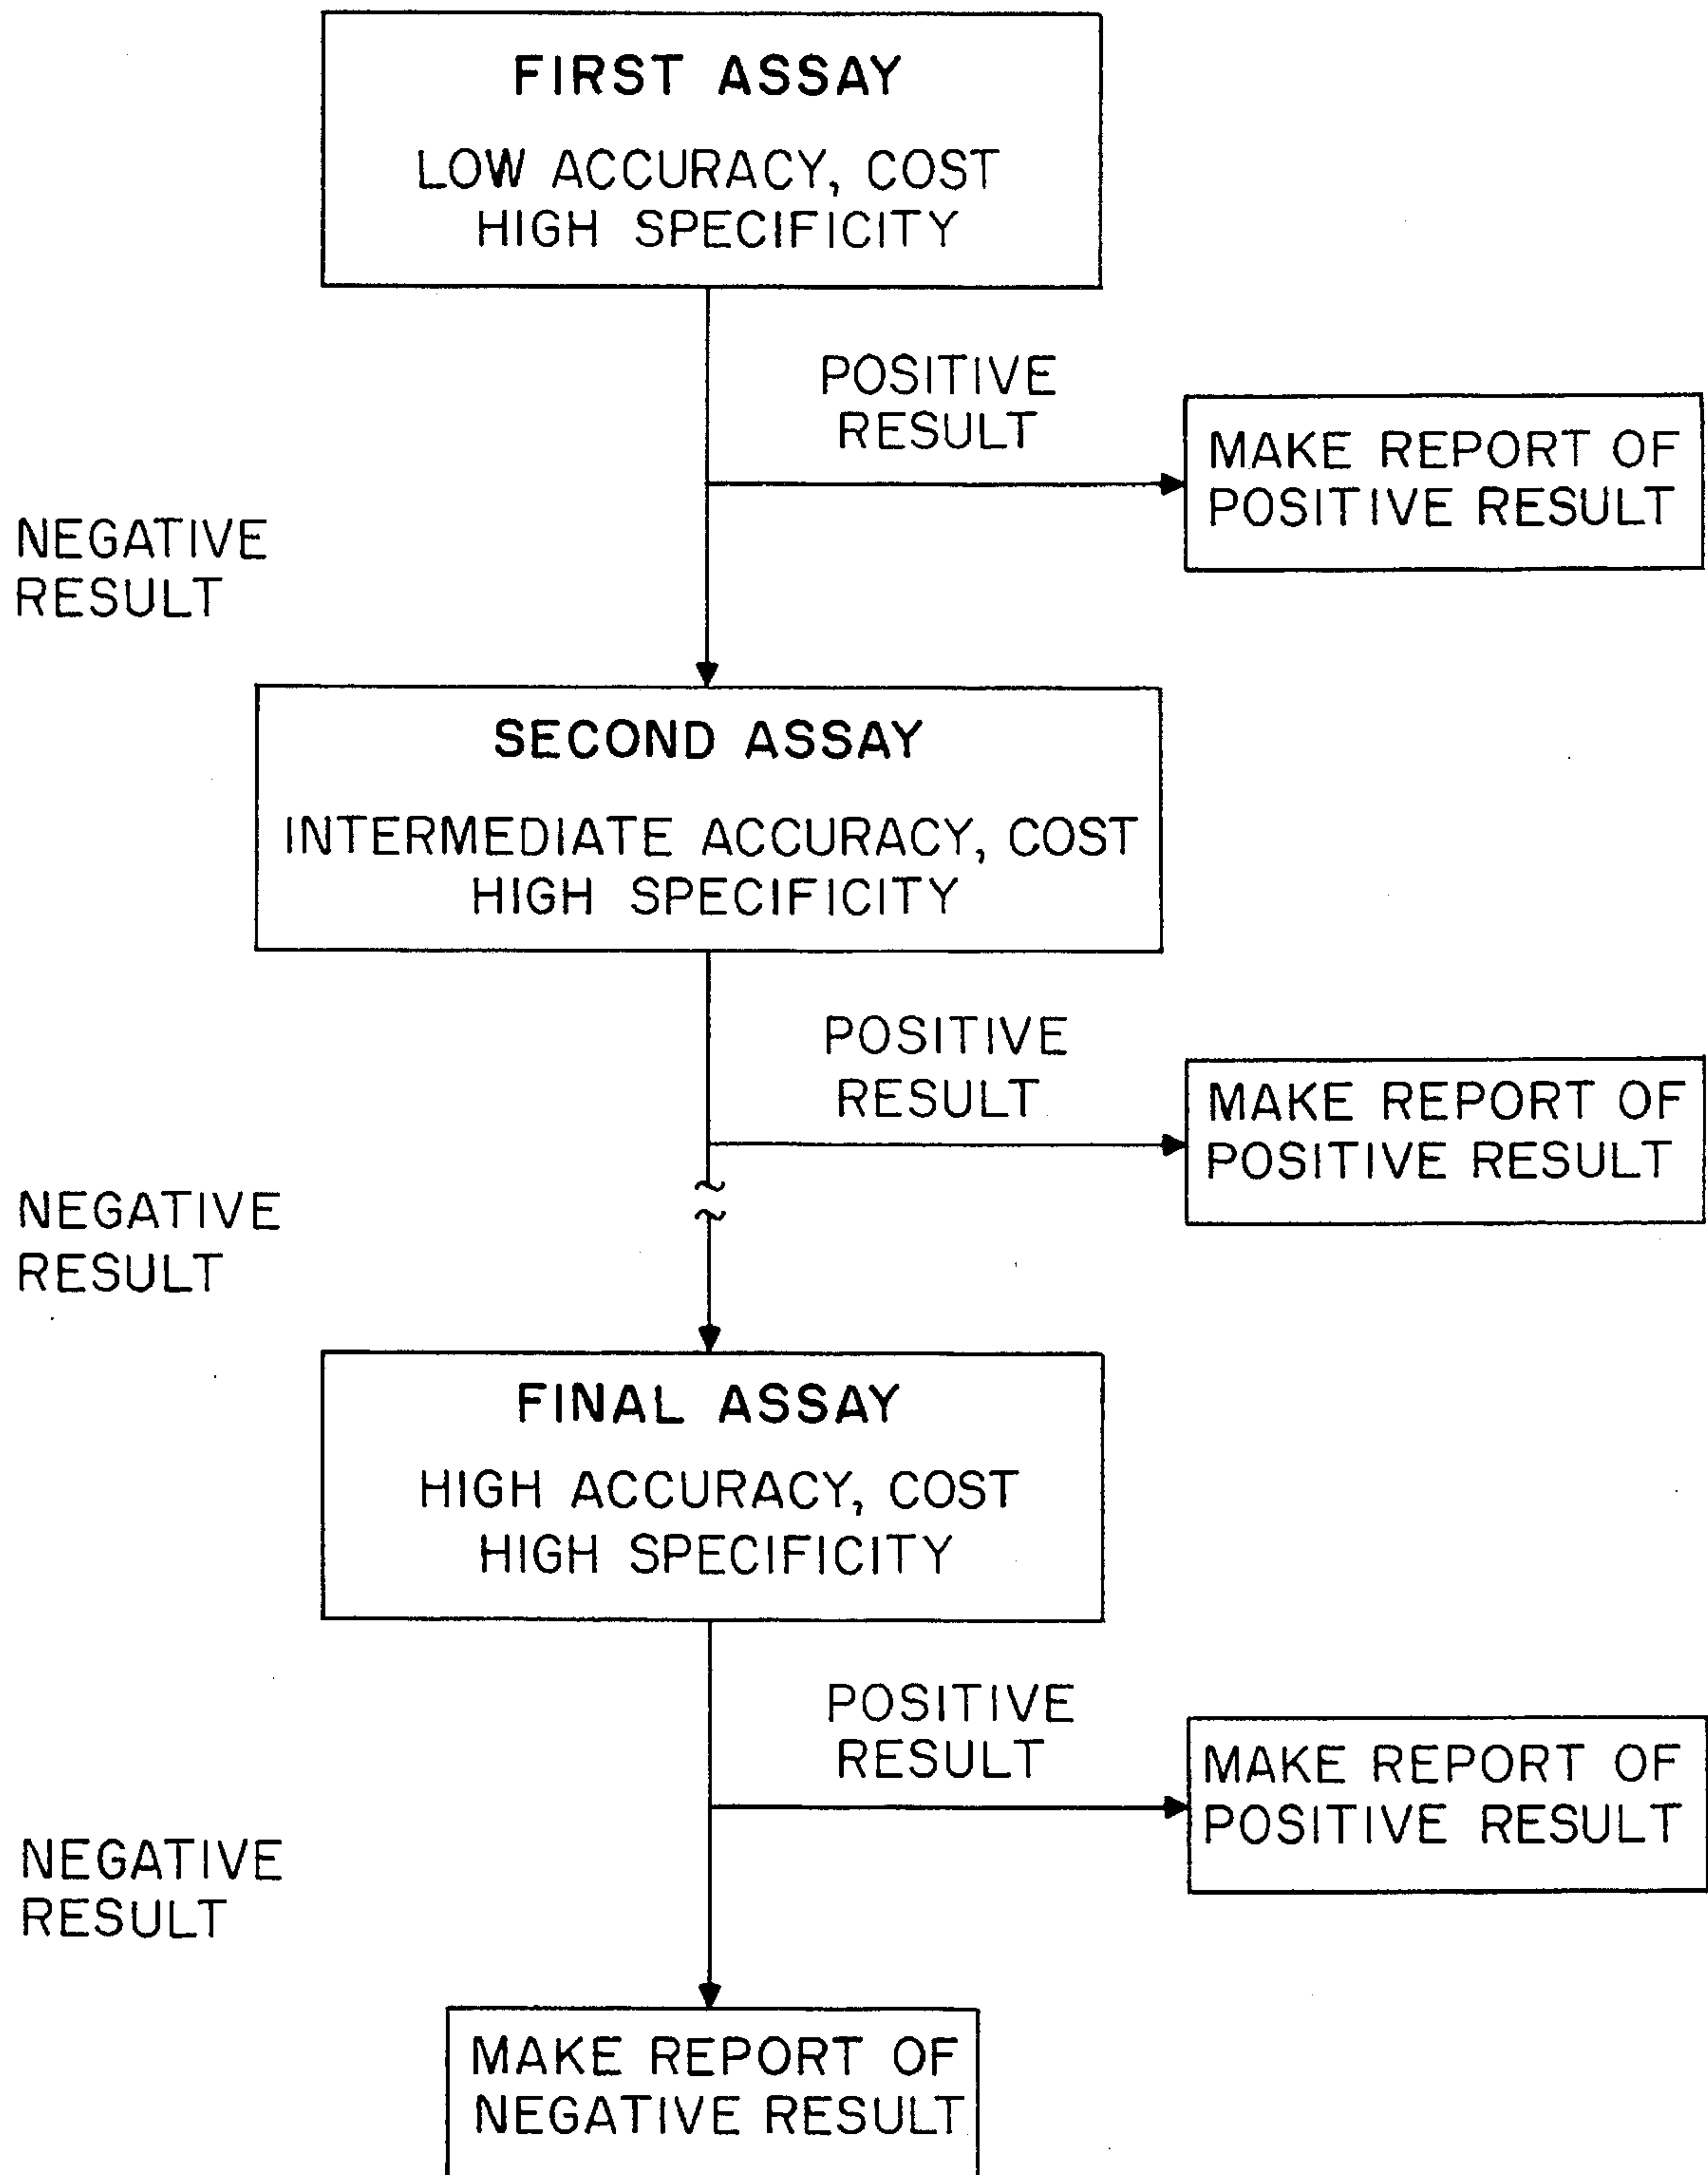 FIRST ASSAY
LOW ACCURACY, COST
HIGH SPECIFICITY
POSITIVE
RESULT
MAKE REPORT OF
POSITIVE RESULT
NEGATIVE
RESULT
SECOND ASSAY
INTERMEDIATE ACCURACY, COST
HIGH SPECIFICITY
POSITIVE
RESULT
MAKE REPORT OF
POSITIVE RESULT
NEGATIVE
RESULT
FINAL ASSAY
HIGH ACCURACY, COST
HIGH SPECIFICITY
POSITIVE
RESULT
MAKE REPORT OF
POSITIVE RESULT
NEGATIVE
RESULT
MAKE REPORT OF
NEGATIVE RESULT